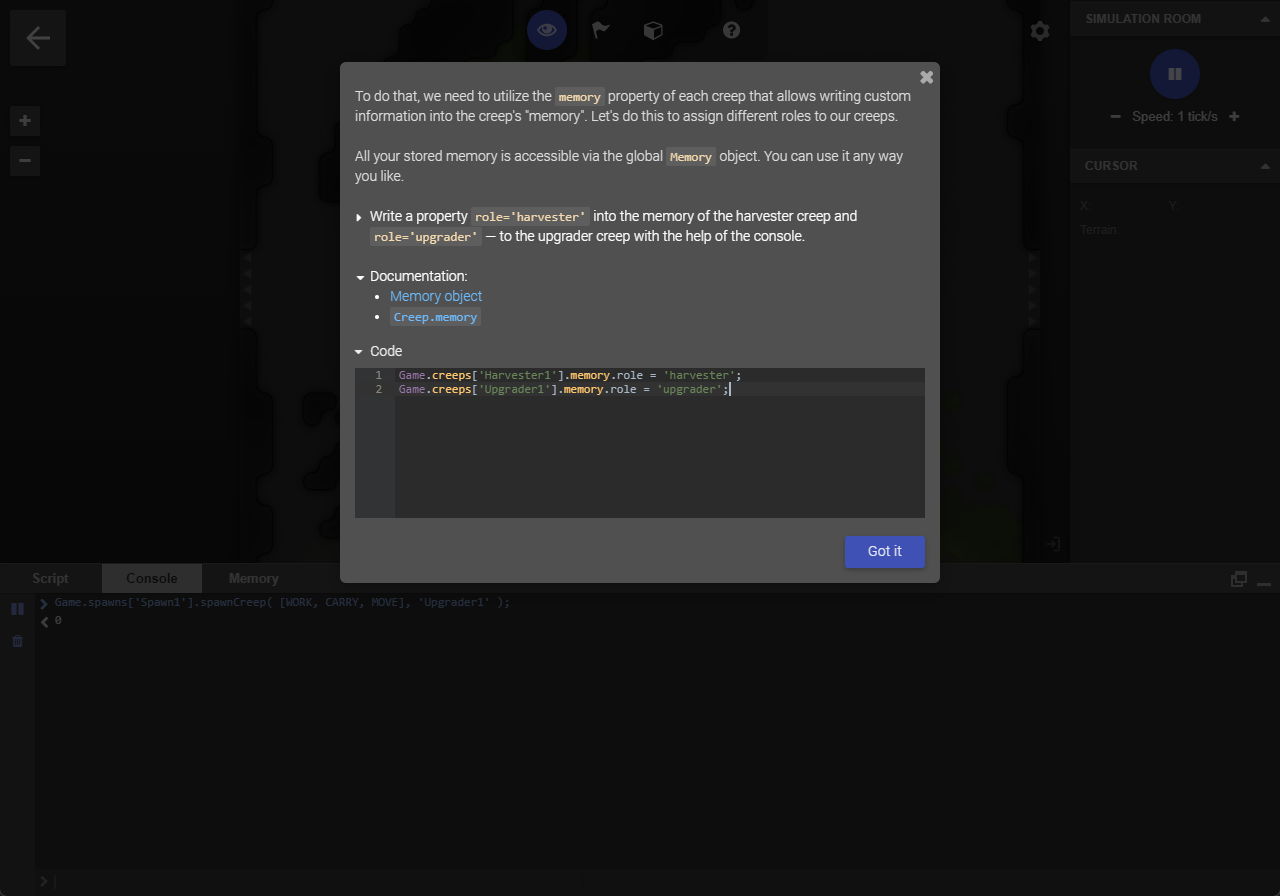 SIMULATION ROOM
Speed: 1 tick/s
CURSOR
X:
Y:
Terrain:
To do that, we need to utilize the memory property of each creep that allows writing custom
information into the creep's "memory". Let's do this to assign different roles to our creeps.
All your stored memory is accessible via the global Memory object. You can use it any way
you like.
Write a property role='harvester' into the memory of the harvester creep and
role='upgrader' — to the upgrader creep with the help of the console.
Documentation:
Memory object
Creep.memory
Code
1 Game.creeps['Harvester1'].memory.role = 'harvester';
2 Game.creeps['Upgrader1'].memory.role = 'upgrader';
Got it
Script Console Memory
Game.spawns['Spawn1'].spawnCreep( [WORK, CARRY, MOVE], 'Upgrader1' );
0